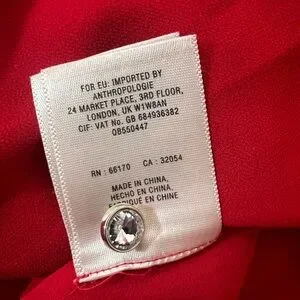 FOR EU: IMPORTED BY
ANTHROPOLOGIE
24 MARKET PLACE, 3RD FLOOR,
LONDON, UK W1W8AN
CIF: VAT No. GB 684936382
OB550447
RN : 66170 CA : 32054
MADE IN CHINA.
HECHO EN CHINA.
FABRIQUÉ EN CHINE